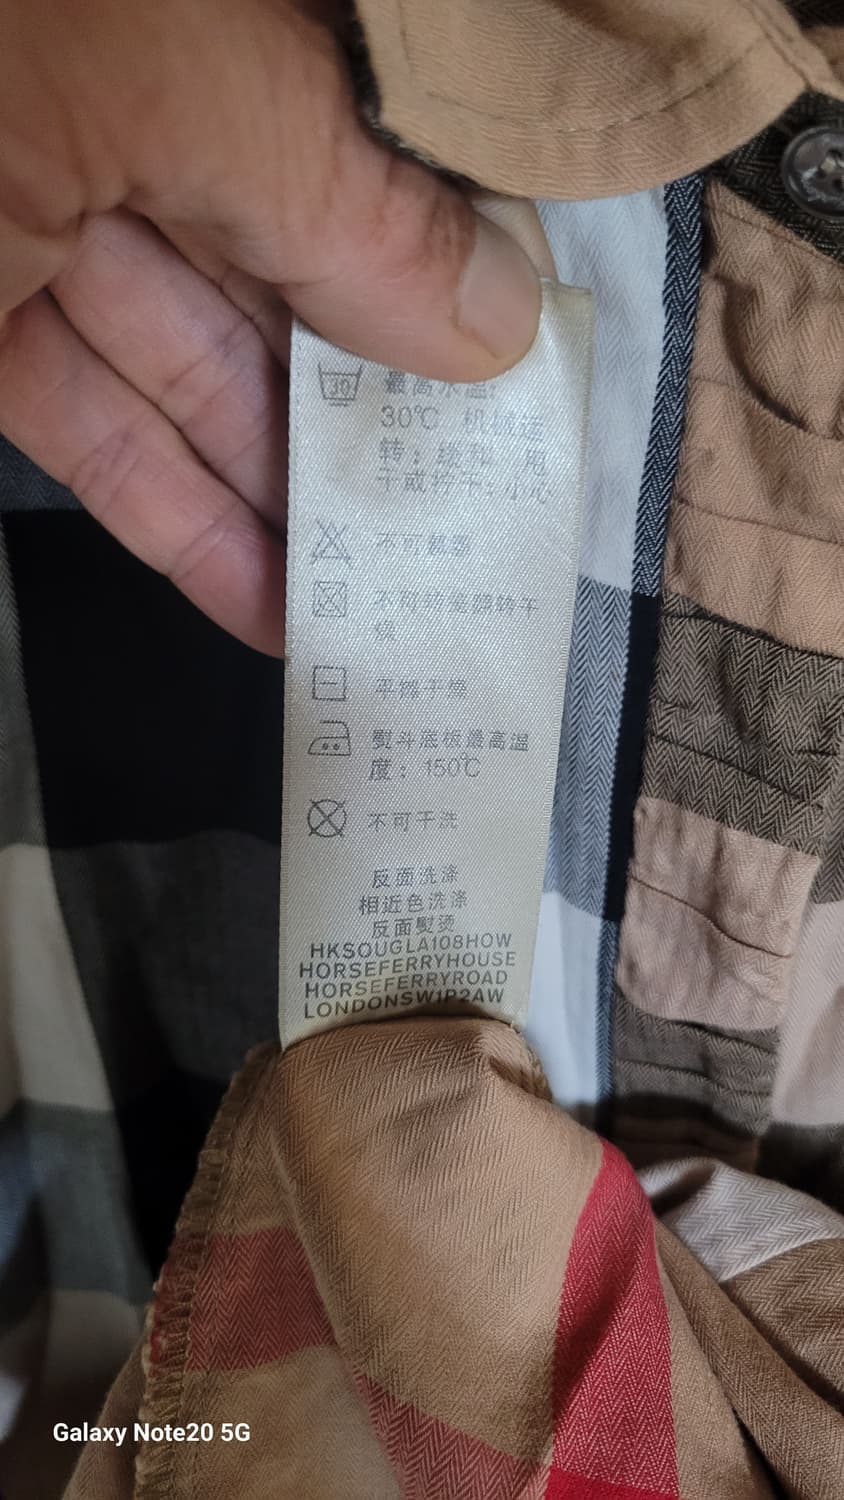 30
最高水温:
30℃ 机械运
转: 缓和 甩
干或拧干: 小心
不可氯漂
不可转笼翻转干
燥
平摊干燥
熨斗底板最高温
度: 150℃
不可干洗
反面洗涤
相近色洗涤
反面熨烫
HKSOUGLA108HOW
HORSEFERRYHOUSE
HORSEFERRYROAD
LONDONSW1P2AW
Galaxy Note20 5G